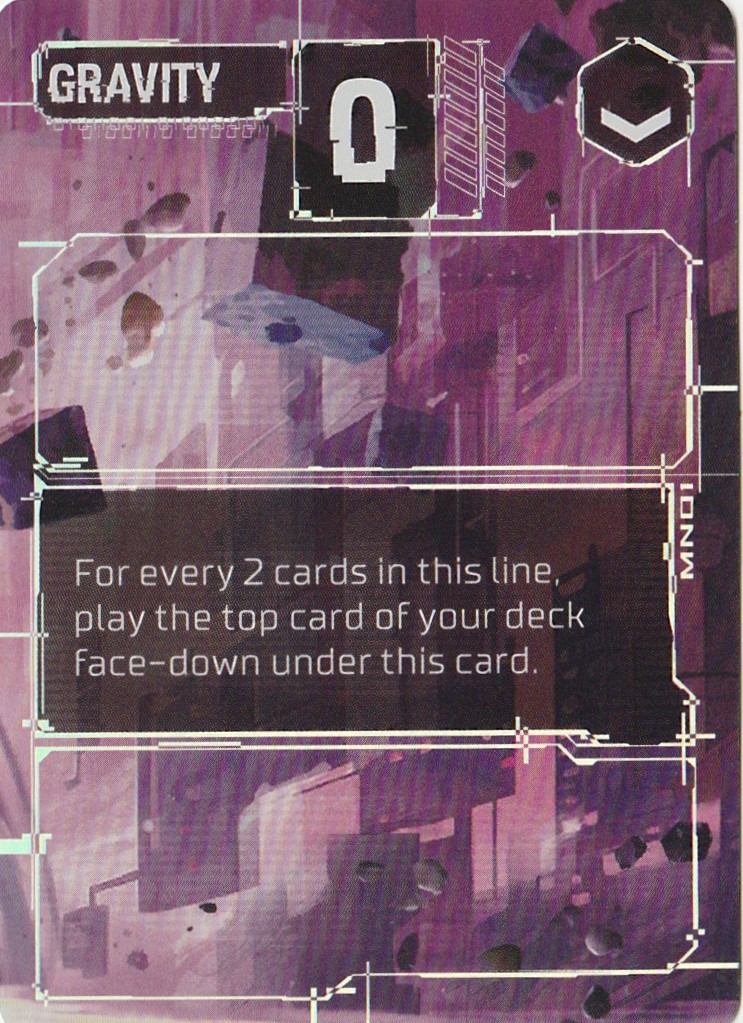 GRAVITY
0
For every 2 cards in this line,
play the top card of your deck
face-down under this card.
MN01